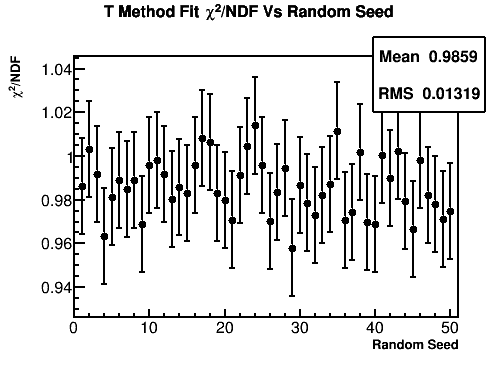 T Method Fit χ²/NDF Vs Random Seed
Mean 0.9859
RMS 0.01319
χ²/NDF
1.04
1.02
1
0.98
0.96
0.94
0 10 20 30 40 50
Random Seed